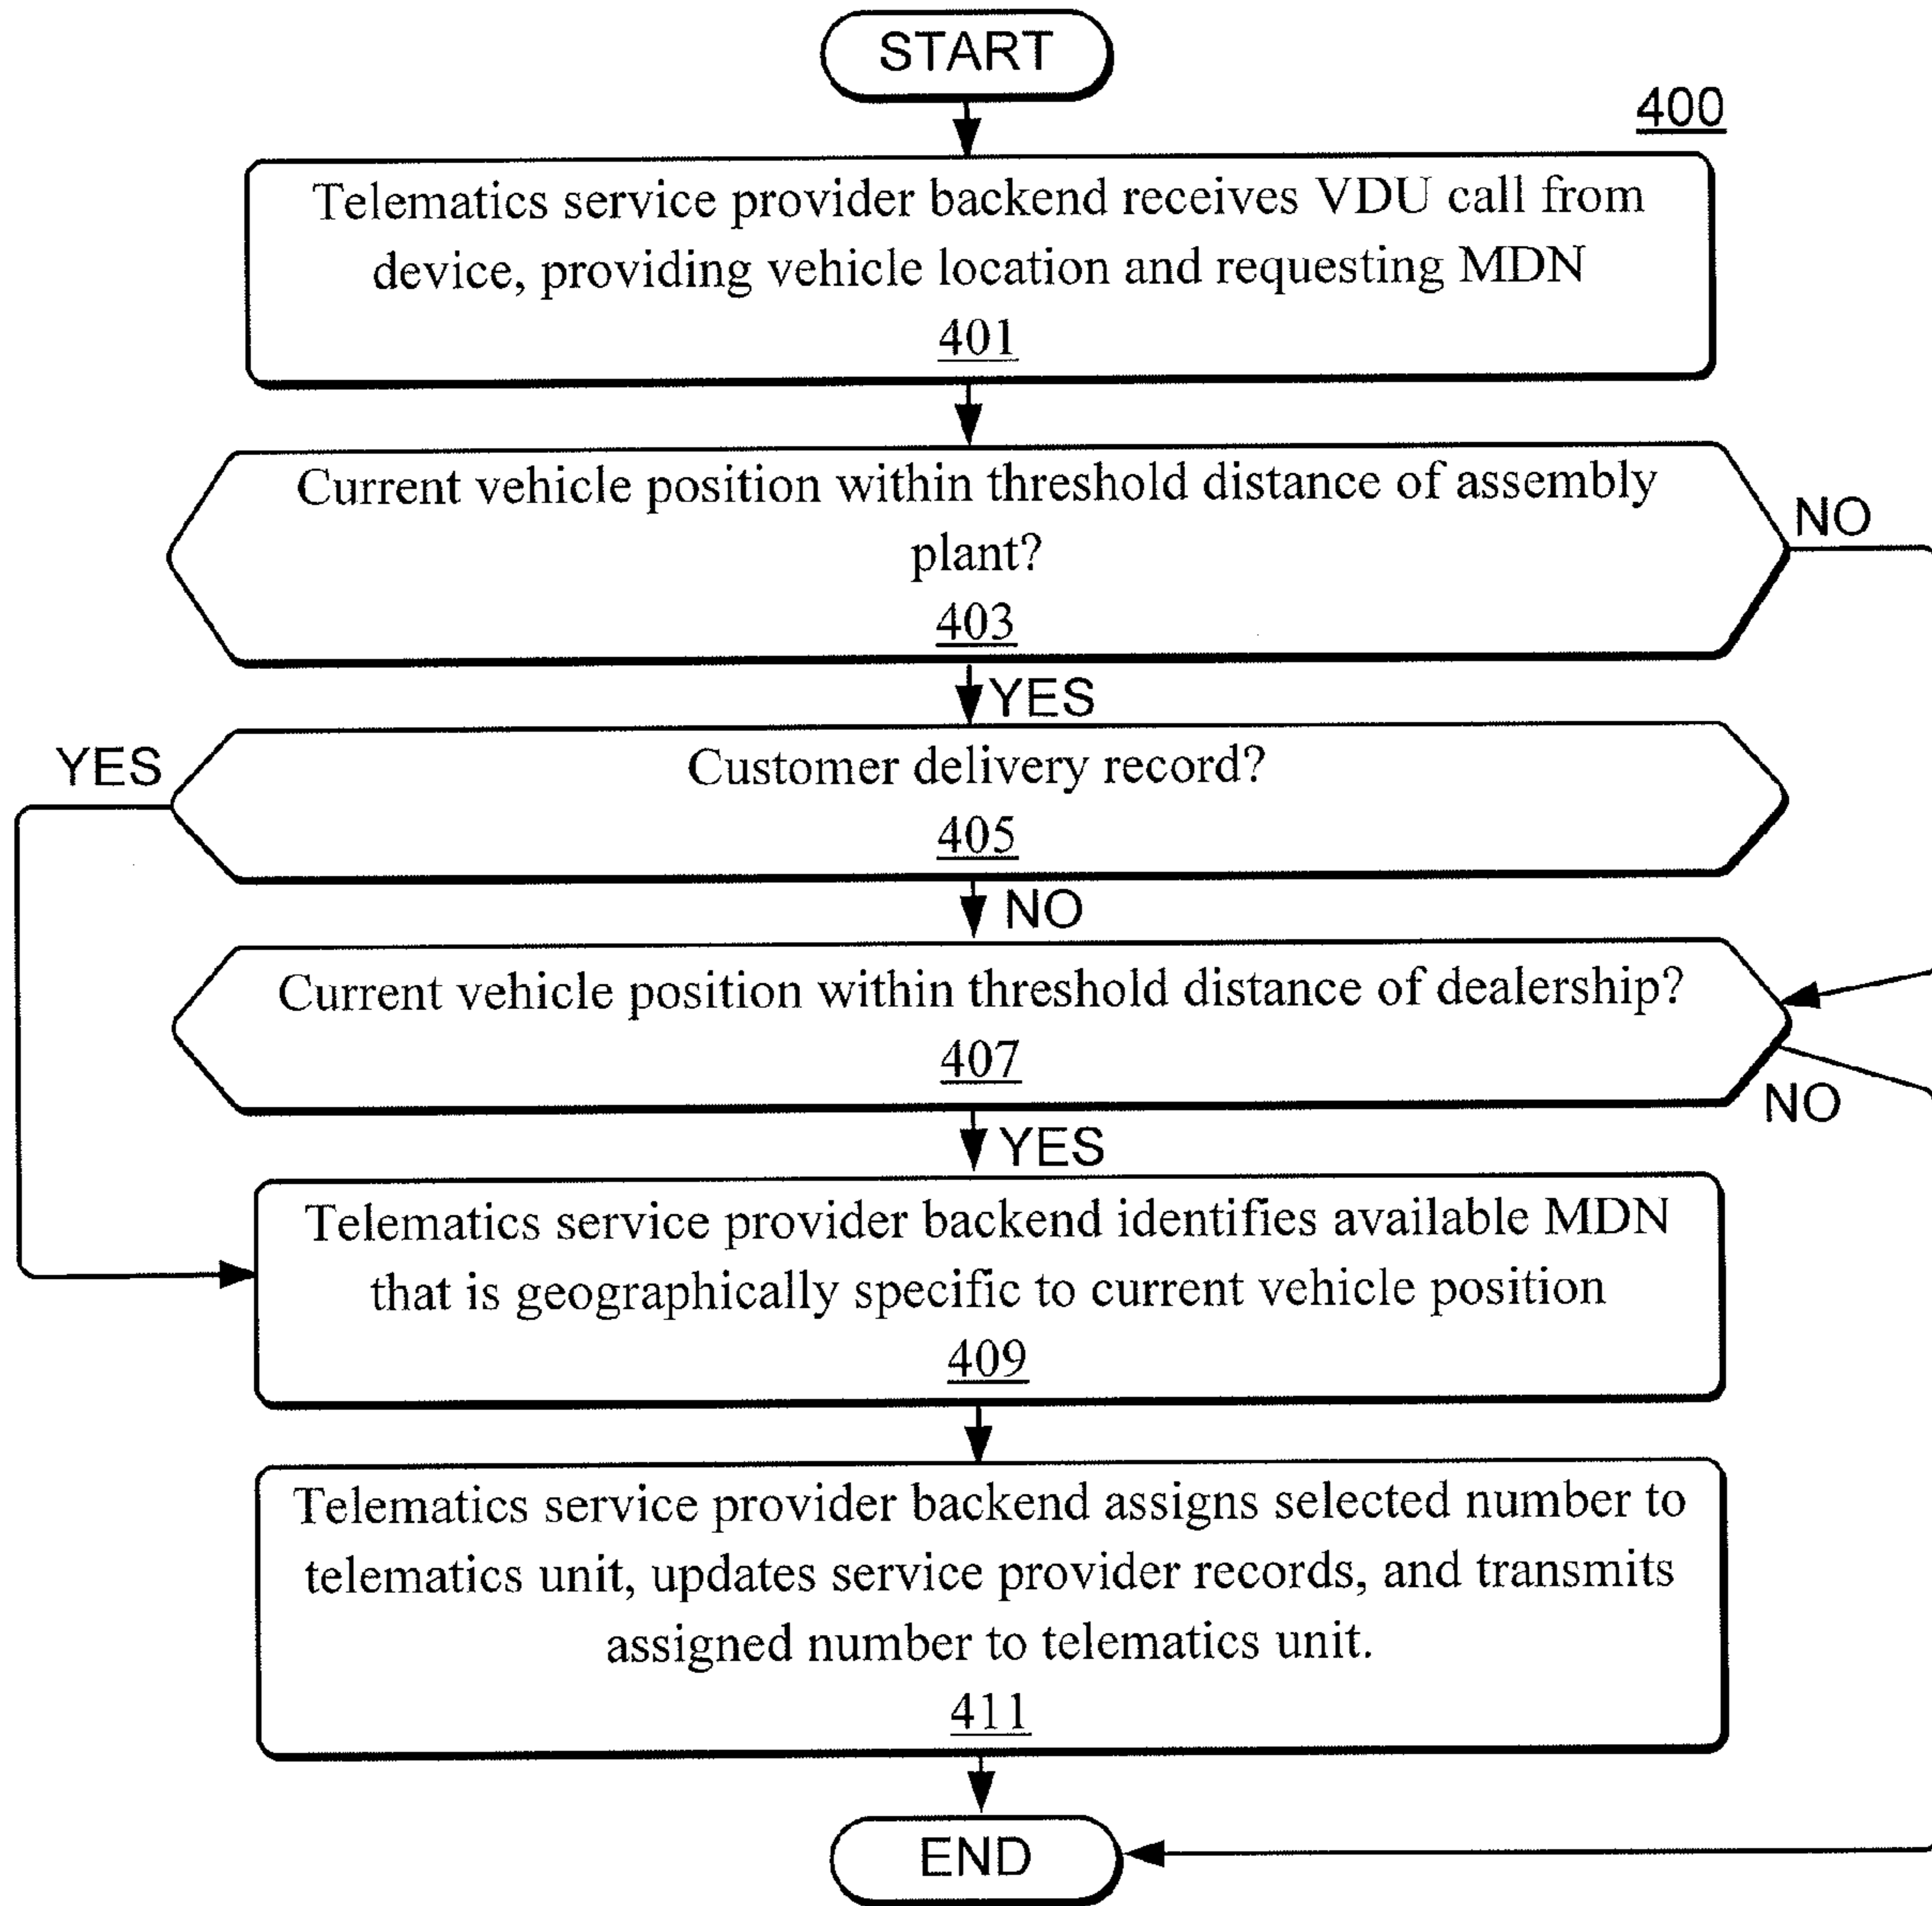 START
400
Telematics service provider backend receives VDU call from
device, providing vehicle location and requesting MDN
401
Current vehicle position within threshold distance of assembly
plant?
403
NO
YES
YES
Customer delivery record?
405
NO
Current vehicle position within threshold distance of dealership?
407
NO
YES
Telematics service provider backend identifies available MDN
that is geographically specific to current vehicle position
409
Telematics service provider backend assigns selected number to
telematics unit, updates service provider records, and transmits
assigned number to telematics unit.
411
END